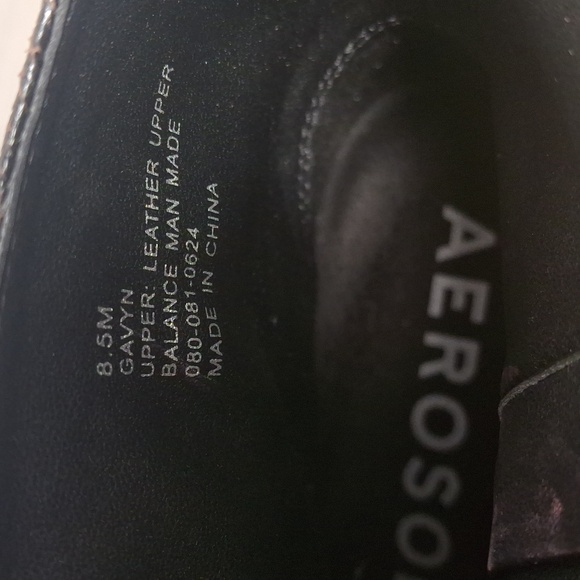 8.5M
GAVYN
UPPER: LEATHER UPPER
BALANCE MAN MADE
080-081-0624
MADE IN CHINA
AEROSO